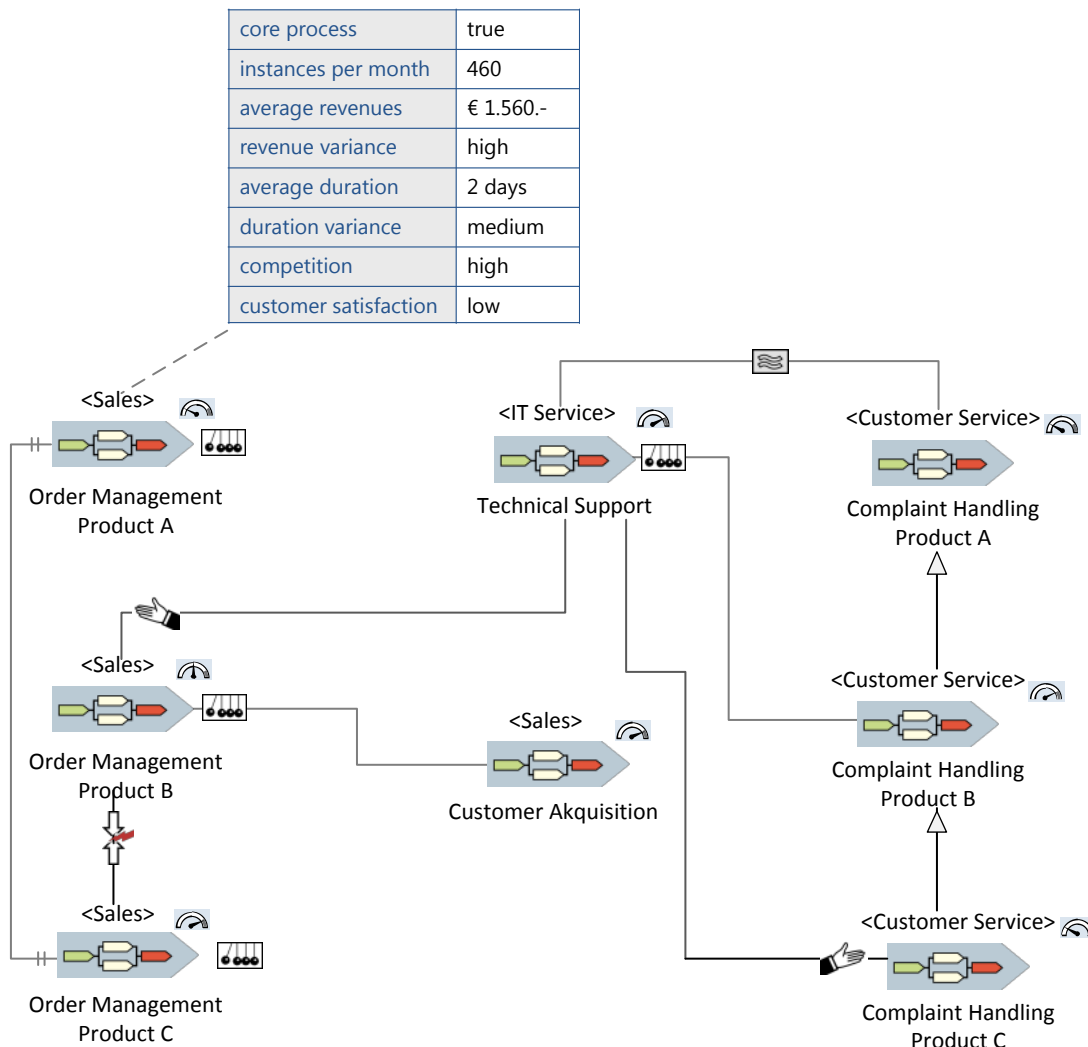 core process true
instances per month 460
average revenues € 1.560.-
revenue variance high
average duration 2 days
duration variance medium
competition high
customer satisfaction low
<Sales>
Order Management
Product A
<IT Service>
Technical Support
<Customer Service>
Complaint Handling
Product A
<Sales>
Order Management
Product B
<Sales>
Customer Akquisition
<Customer Service>
Complaint Handling
Product B
<Sales>
Order Management
Product C
<Customer Service>
Complaint Handling
Product C